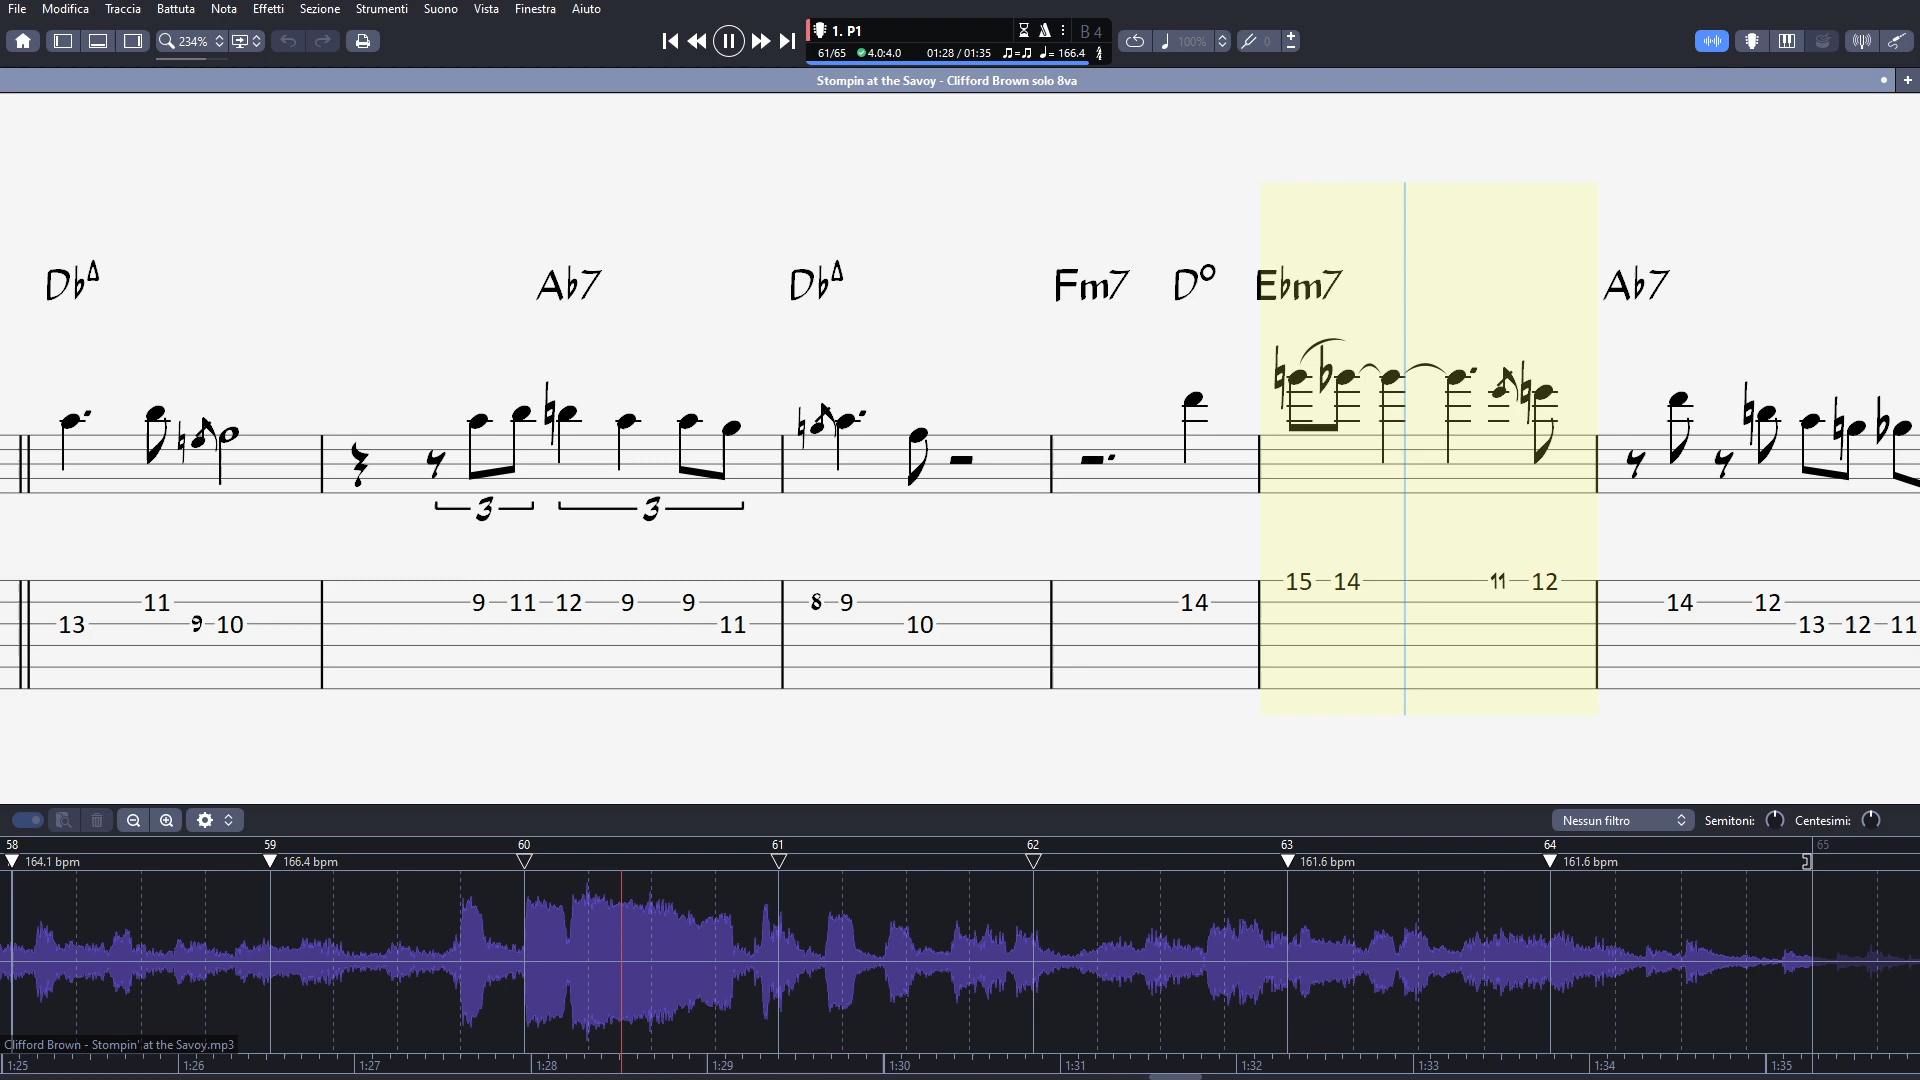 File Modifica Traccia Battuta Nota Effetti Sezione Strumenti Suono Vista Finestra Aiuto
234%
1. P1
B 4
61/65 4.0:4.0 01:28 / 01:35 ♫=♫ ♩= 166.4
100%
0
Stompin at the Savoy - Clifford Brown solo 8va
D♭Δ A♭7 D♭Δ Fm7 D° E♭m7 A♭7
3 3
15 14 11 12
11 9 11 12 9 9 8 9 14 14 12
13 9 10 11 10 13 12 11
Nessun filtro Semitoni: Centesimi:
58 59 60 61 62 63 64 65
164.1 bpm 166.4 bpm 161.6 bpm 161.6 bpm
Clifford Brown - Stompin' at the Savoy.mp3
1:25 1:26 1:27 1:28 1:29 1:30 1:31 1:32 1:33 1:34 1:35